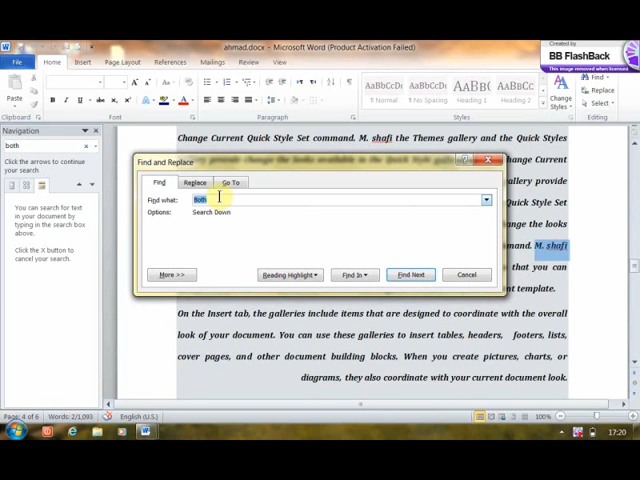 ahmad.docx - Microsoft Word (Product Activation Failed)
Created by
BB FlashBack
This image removed when licensed
File Home Insert Page Layout References Mailings Review View
Paste
AaBbCcDc AaBbCcDc AaBbC AaBbCc
¶ Normal ¶ No Spacing Heading 1 Heading 2
Change
Styles
Find
Replace
Select
Clipboard Font Paragraph Styles Editing
both
Click the arrows to continue
searching.
You can search for text in
your document by
typing in the search box
above.
Click the X button to
cancel your search.
Change Current Quick Style Set command. M. shafi the Themes gallery and the Quick Styles
Change Current
gallery provide
Quick Style Set
change the looks
mmand. M. shafi
that you can
ent template.
On the Insert tab, the galleries include items that are designed to coordinate with the overall
look of your document. You can use these galleries to insert tables, headers, footers, lists,
cover pages, and other document building blocks. When you create pictures, charts, or
diagrams, they also coordinate with your current document look.
Find and Replace
Find Replace Go To
Find what: Both
Options: Search Down
More >> Reading Highlight Find In Find Next Cancel
Page: 4 of 6 Words: 2/1,093 English (U.S.) 100%
17:20